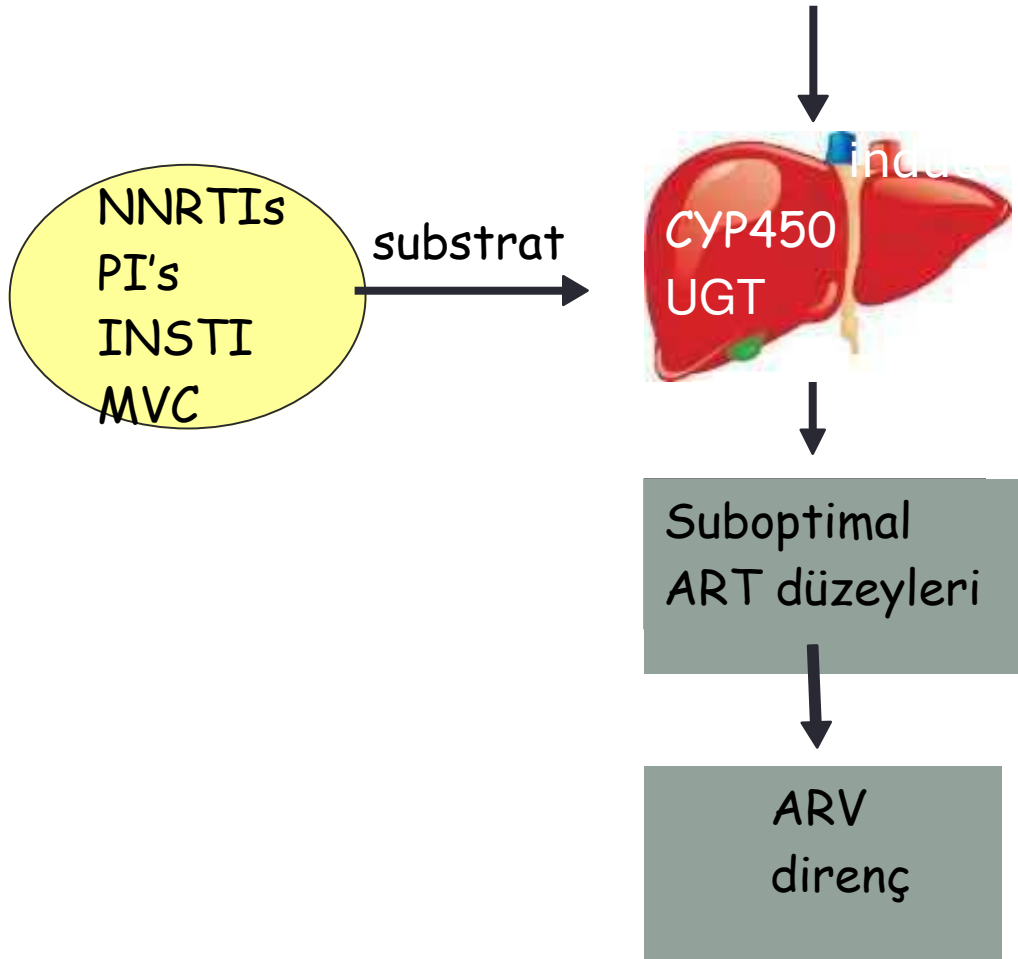 NNRTIs
PI's
INSTI
MVC
substrat
CYP450
UGT
Suboptimal
ART düzeyleri
ARV
direnç